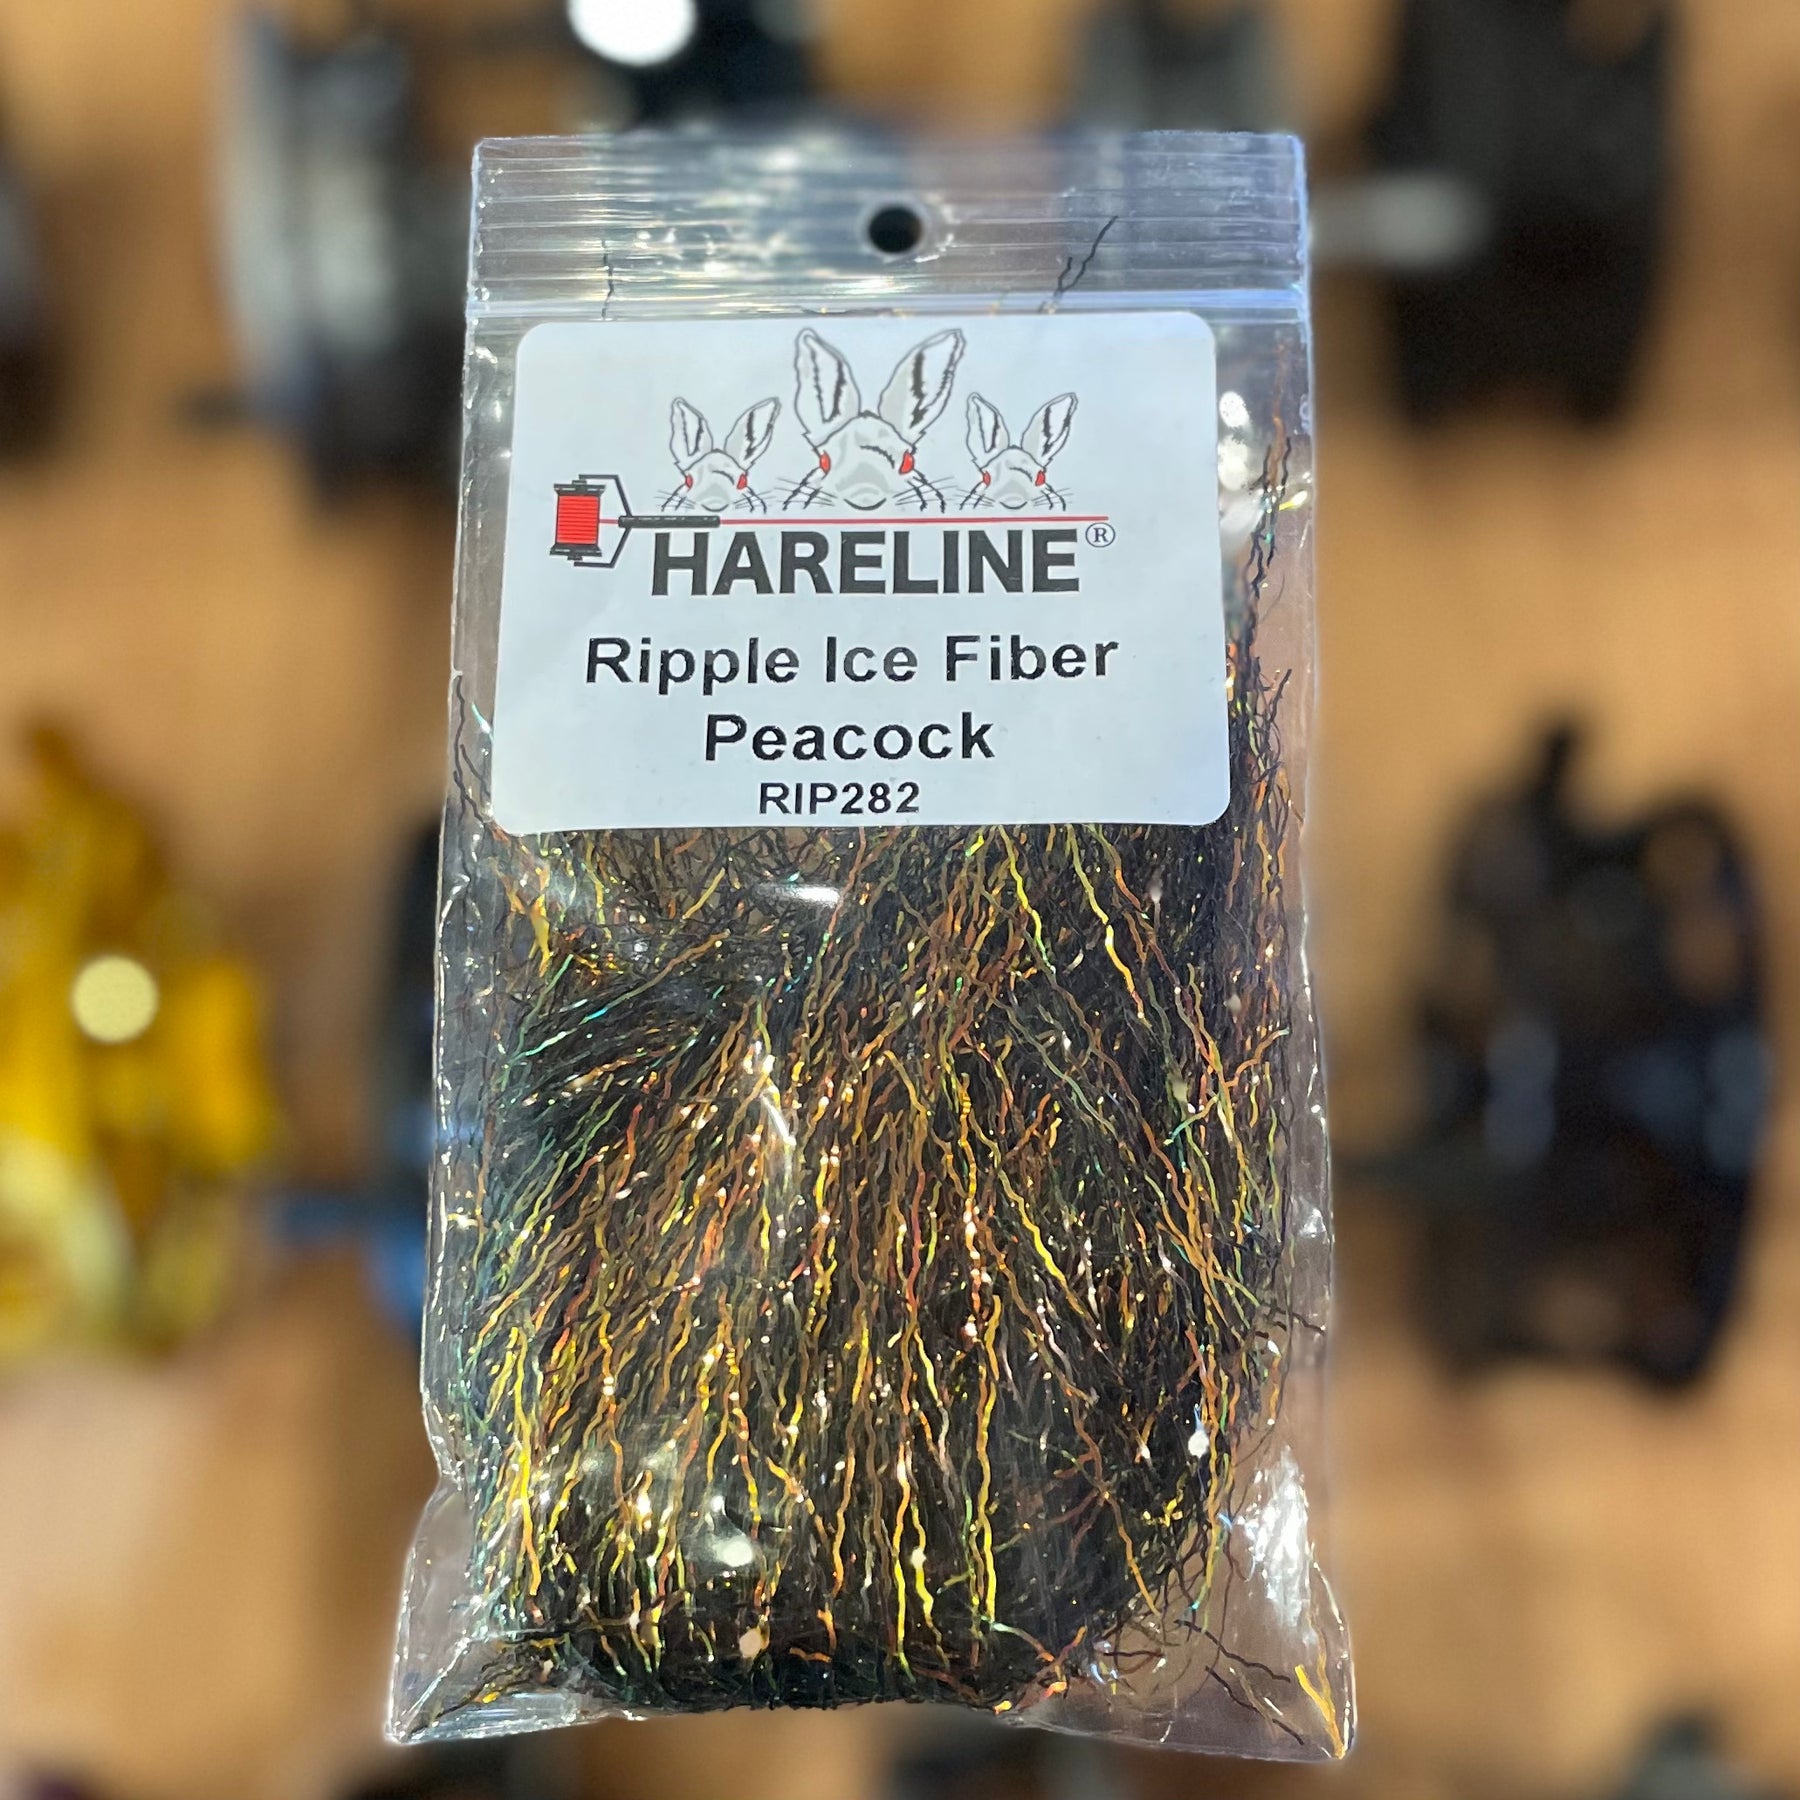 HARELINE®
Ripple Ice Fiber
Peacock
RIP282